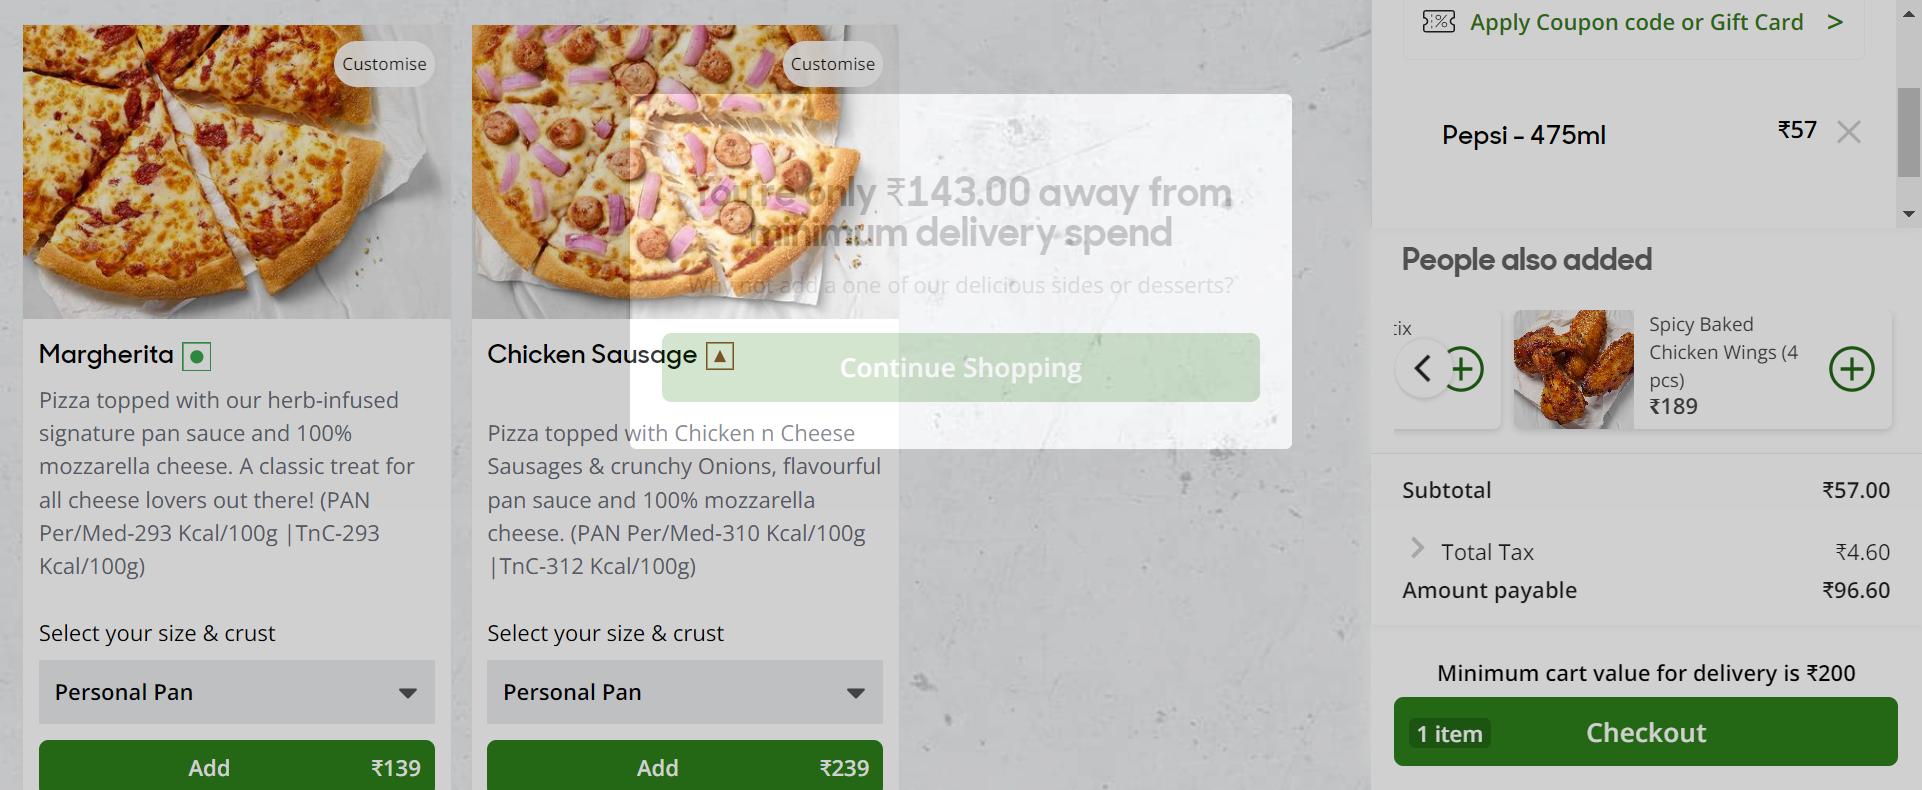 Customise
Margherita
Pizza topped with our herb-infused
signature pan sauce and 100%
mozzarella cheese. A classic treat for
all cheese lovers out there! (PAN
Per/Med-293 Kcal/100g |TnC-293
Kcal/100g)
Select your size & crust
Personal Pan
Add ₹139
Customise
Chicken Sausage
Pizza topped with Chicken n Cheese
Sausages & crunchy Onions, flavourful
pan sauce and 100% mozzarella
cheese. (PAN Per/Med-310 Kcal/100g
|TnC-312 Kcal/100g)
Select your size & crust
Personal Pan
Add ₹239
You're only ₹143.00 away from
minimum delivery spend
Why not add a one of our delicious sides or desserts?
Continue Shopping
Apply Coupon code or Gift Card >
Pepsi - 475ml ₹57
People also added
Spicy Baked
Chicken Wings (4
pcs)
₹189
Subtotal ₹57.00
Total Tax ₹4.60
Amount payable ₹96.60
Minimum cart value for delivery is ₹200
1 item Checkout